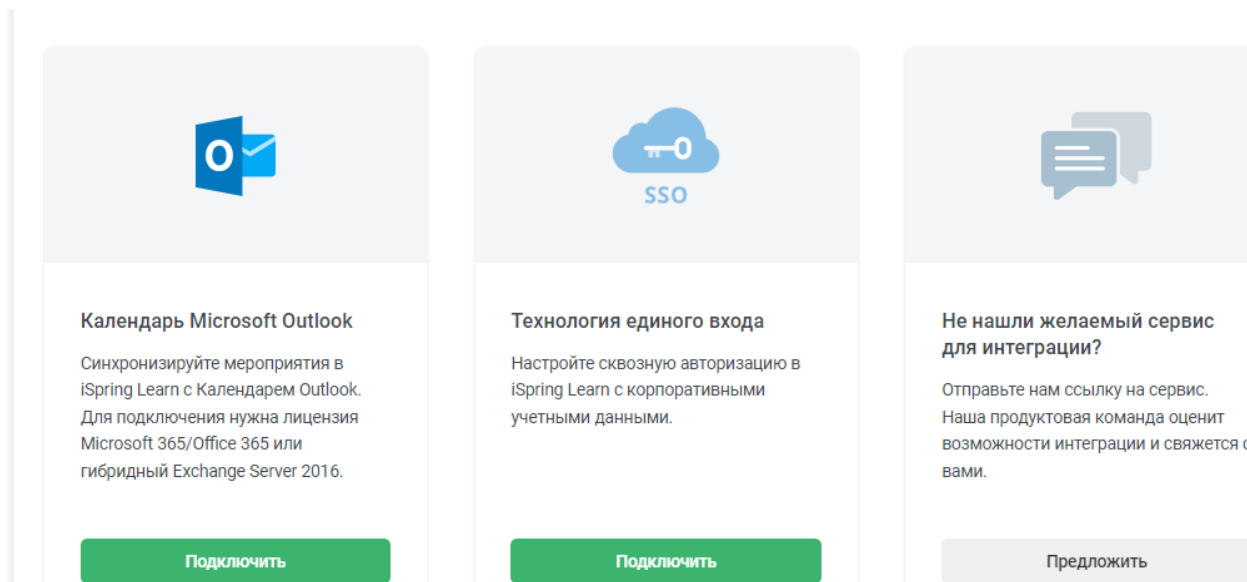 O
SSO
Календарь Microsoft Outlook
Синхронизируйте мероприятия в
iSpring Learn с Календарем Outlook.
Для подключения нужна лицензия
Microsoft 365/Office 365 или
гибридный Exchange Server 2016.
Подключить
Технология единого входа
Настройте сквозную авторизацию в
iSpring Learn с корпоративными
учетными данными.
Подключить
Не нашли желаемый сервис
для интеграции?
Отправьте нам ссылку на сервис.
Наша продуктовая команда оценит
возможности интеграции и свяжется с
вами.
Предложить